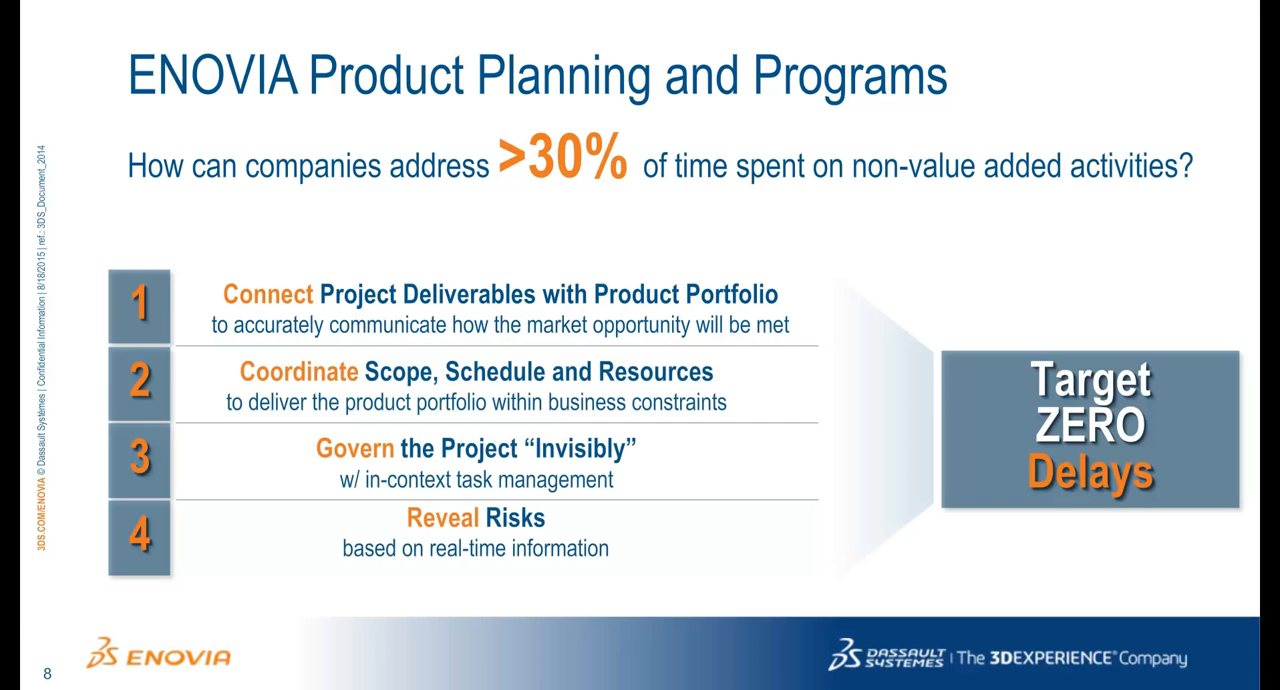 ENOVIA Product Planning and Programs
How can companies address >30% of time spent on non-value added activities?
3DS.COM/ENOVIA © Dassault Systèmes | Confidential Information | 8/18/2015 | ref.: 3DS_Document_2014
1
Connect Project Deliverables with Product Portfolio
to accurately communicate how the market opportunity will be met
2
Coordinate Scope, Schedule and Resources
to deliver the product portfolio within business constraints
3
Govern the Project “Invisibly”
w/ in-context task management
4
Reveal Risks
based on real-time information
Target
ZERO
Delays
8
ENOVIA
DASSAULT
SYSTEMES
The 3DEXPERIENCE® Company